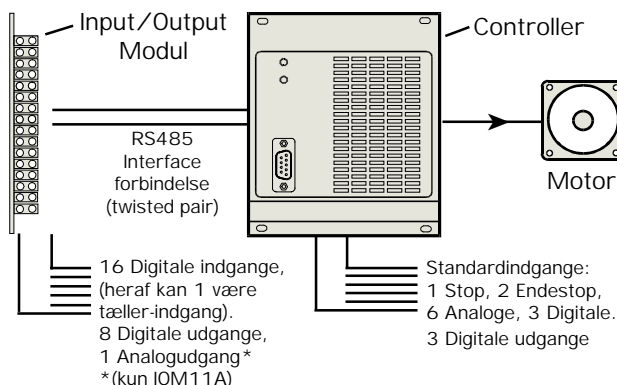 Input/Output
Modul
Controller
RS485
Interface
forbindelse
(twisted pair)
Motor
16 Digitale indgange,
(heraf kan 1 være
tæller-indgang).
8 Digitale udgange,
1 Analogudgang*
*(kun IOM11A)
Standardindgange:
1 Stop, 2 Endestop,
6 Analoge, 3 Digitale.
3 Digitale udgange